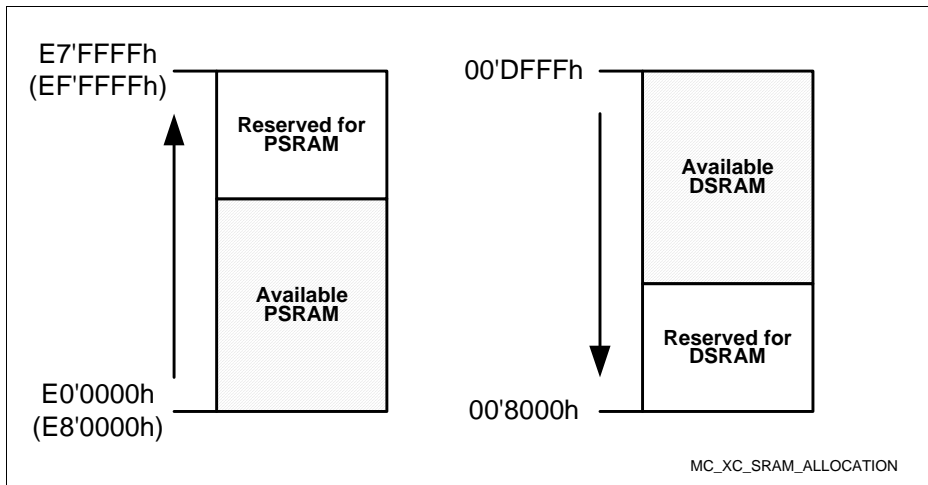 E7'FFFFh
(EF'FFFFh)
Reserved for
PSRAM
Available
PSRAM
E0'0000h
(E8'0000h)
00'DFFFh
Available
DSRAM
Reserved for
DSRAM
00'8000h
MC_XC_SRAM_ALLOCATION